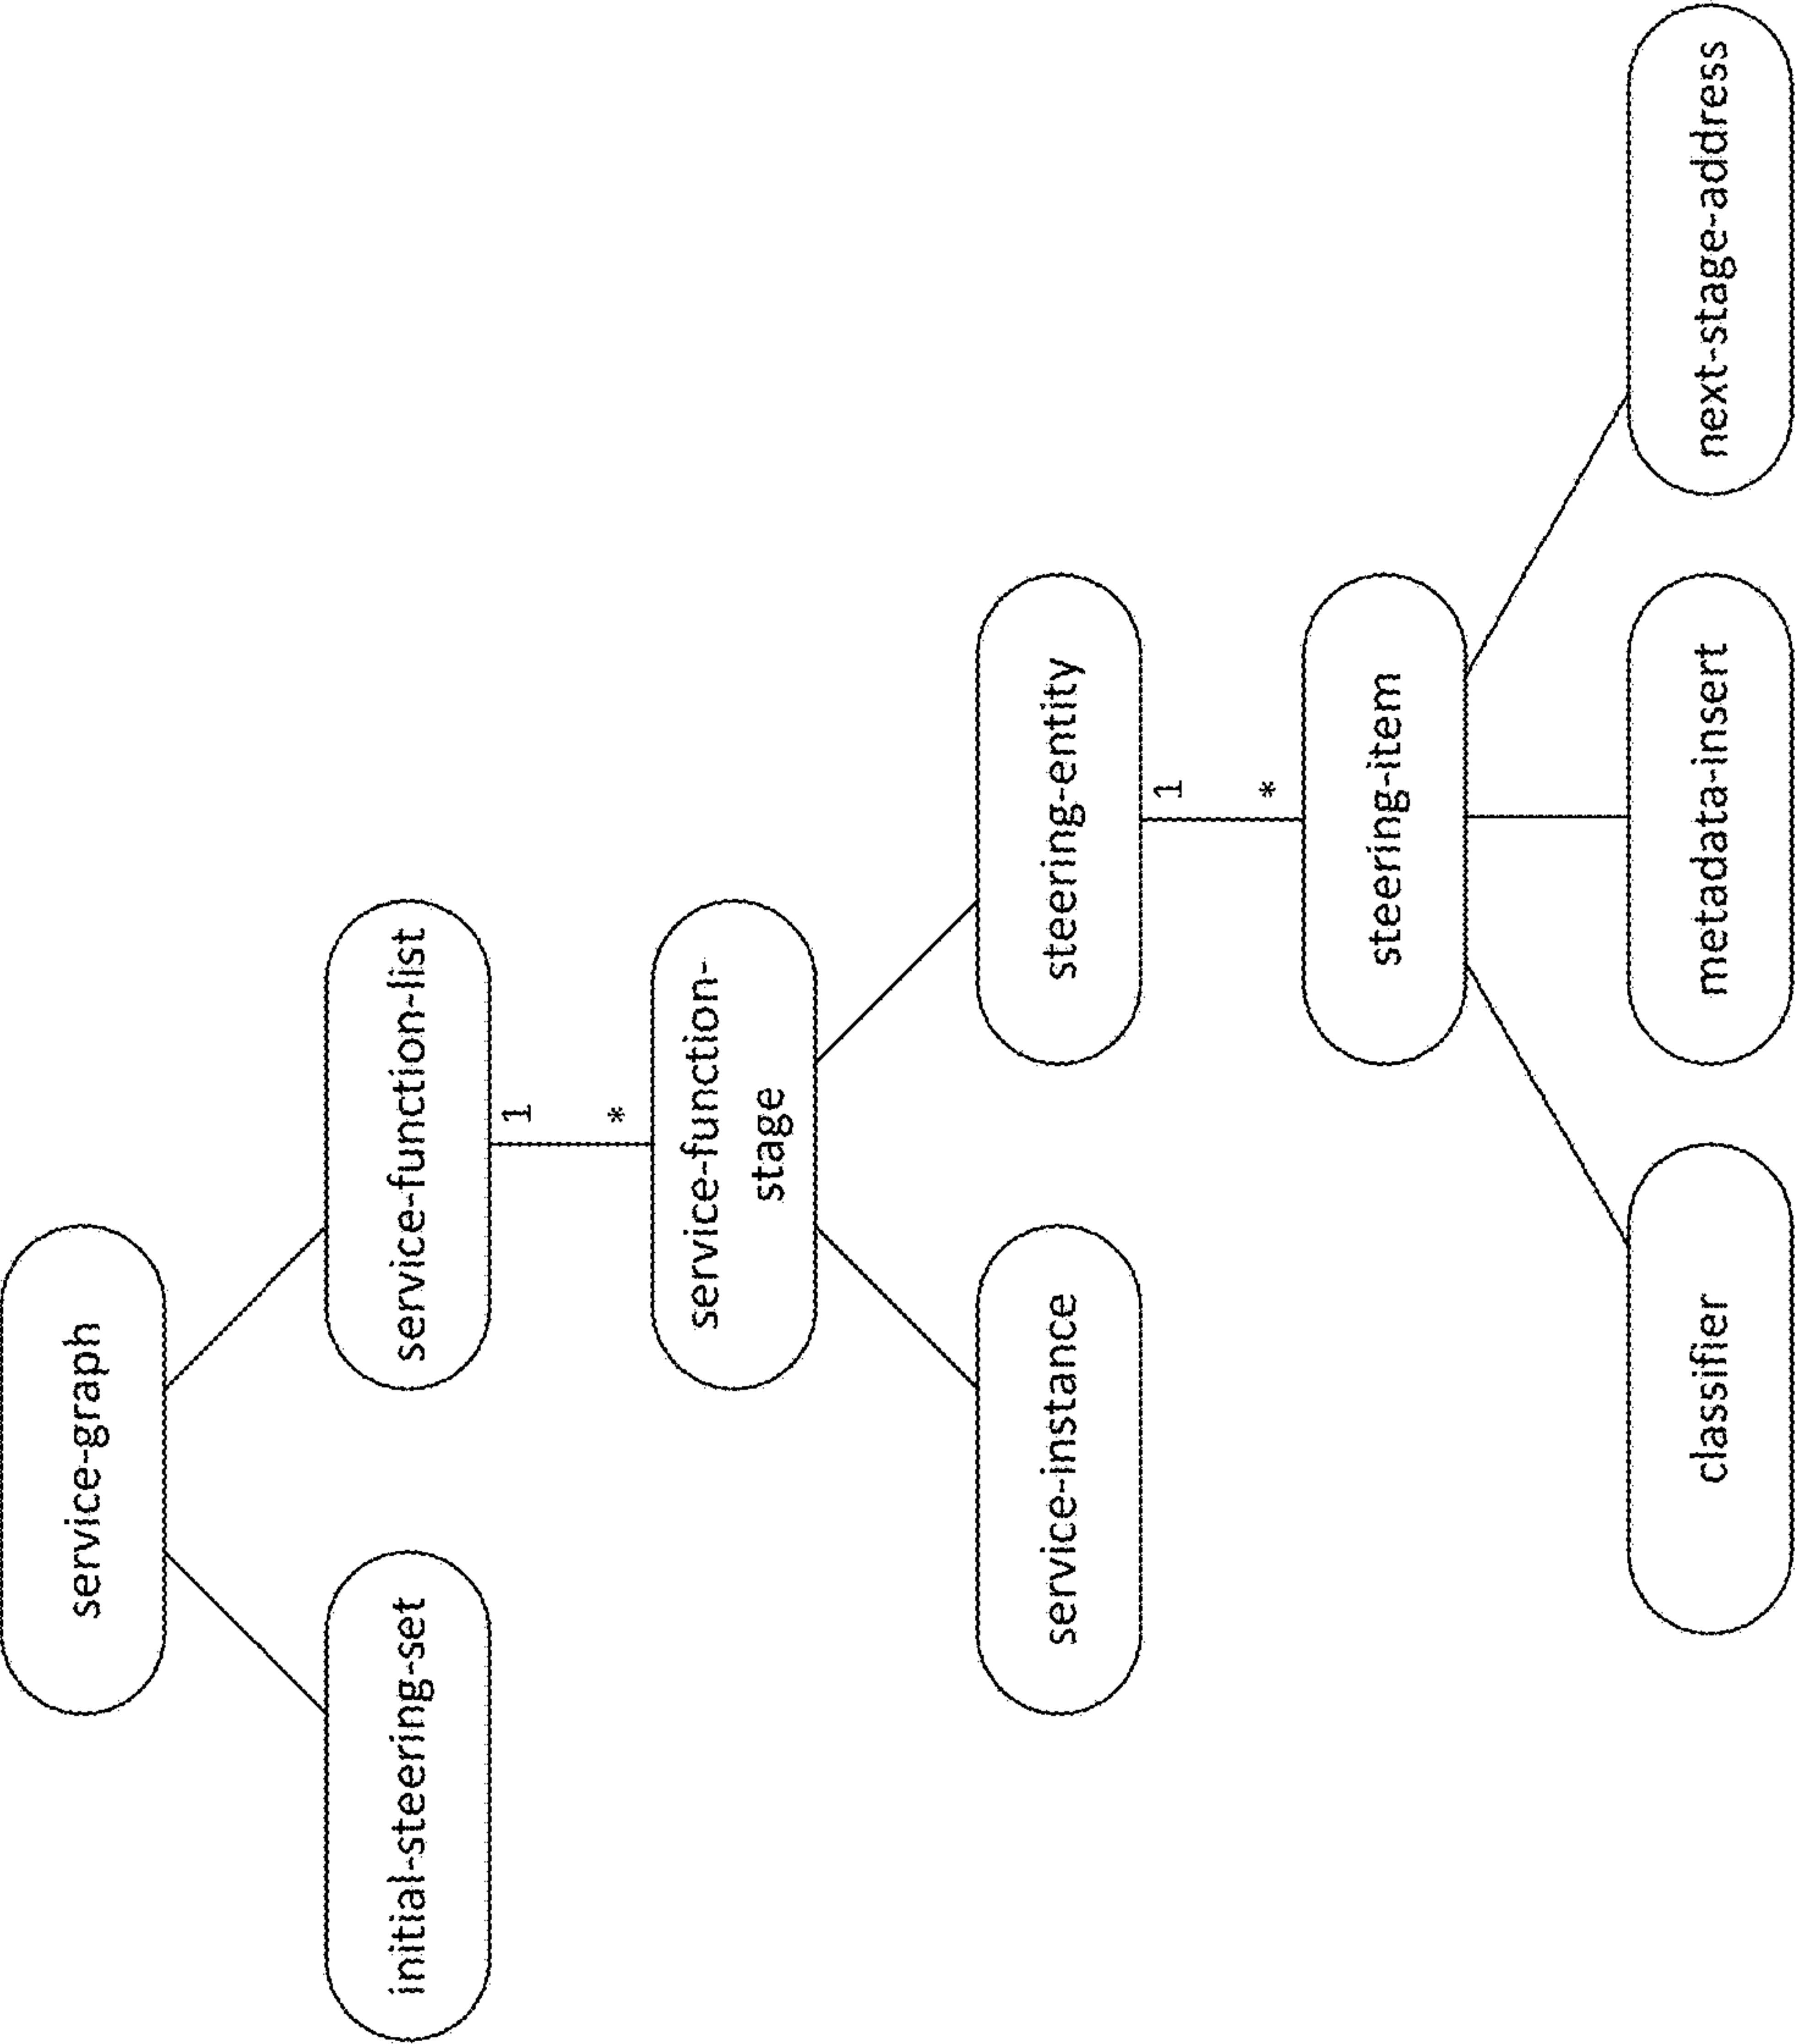 service-graph
initial-steering-set
service-function-list
1
*
service-function-
stage
service-instance
steering-entity
1
*
steering-item
classifier
metadata-insert
next-stage-address